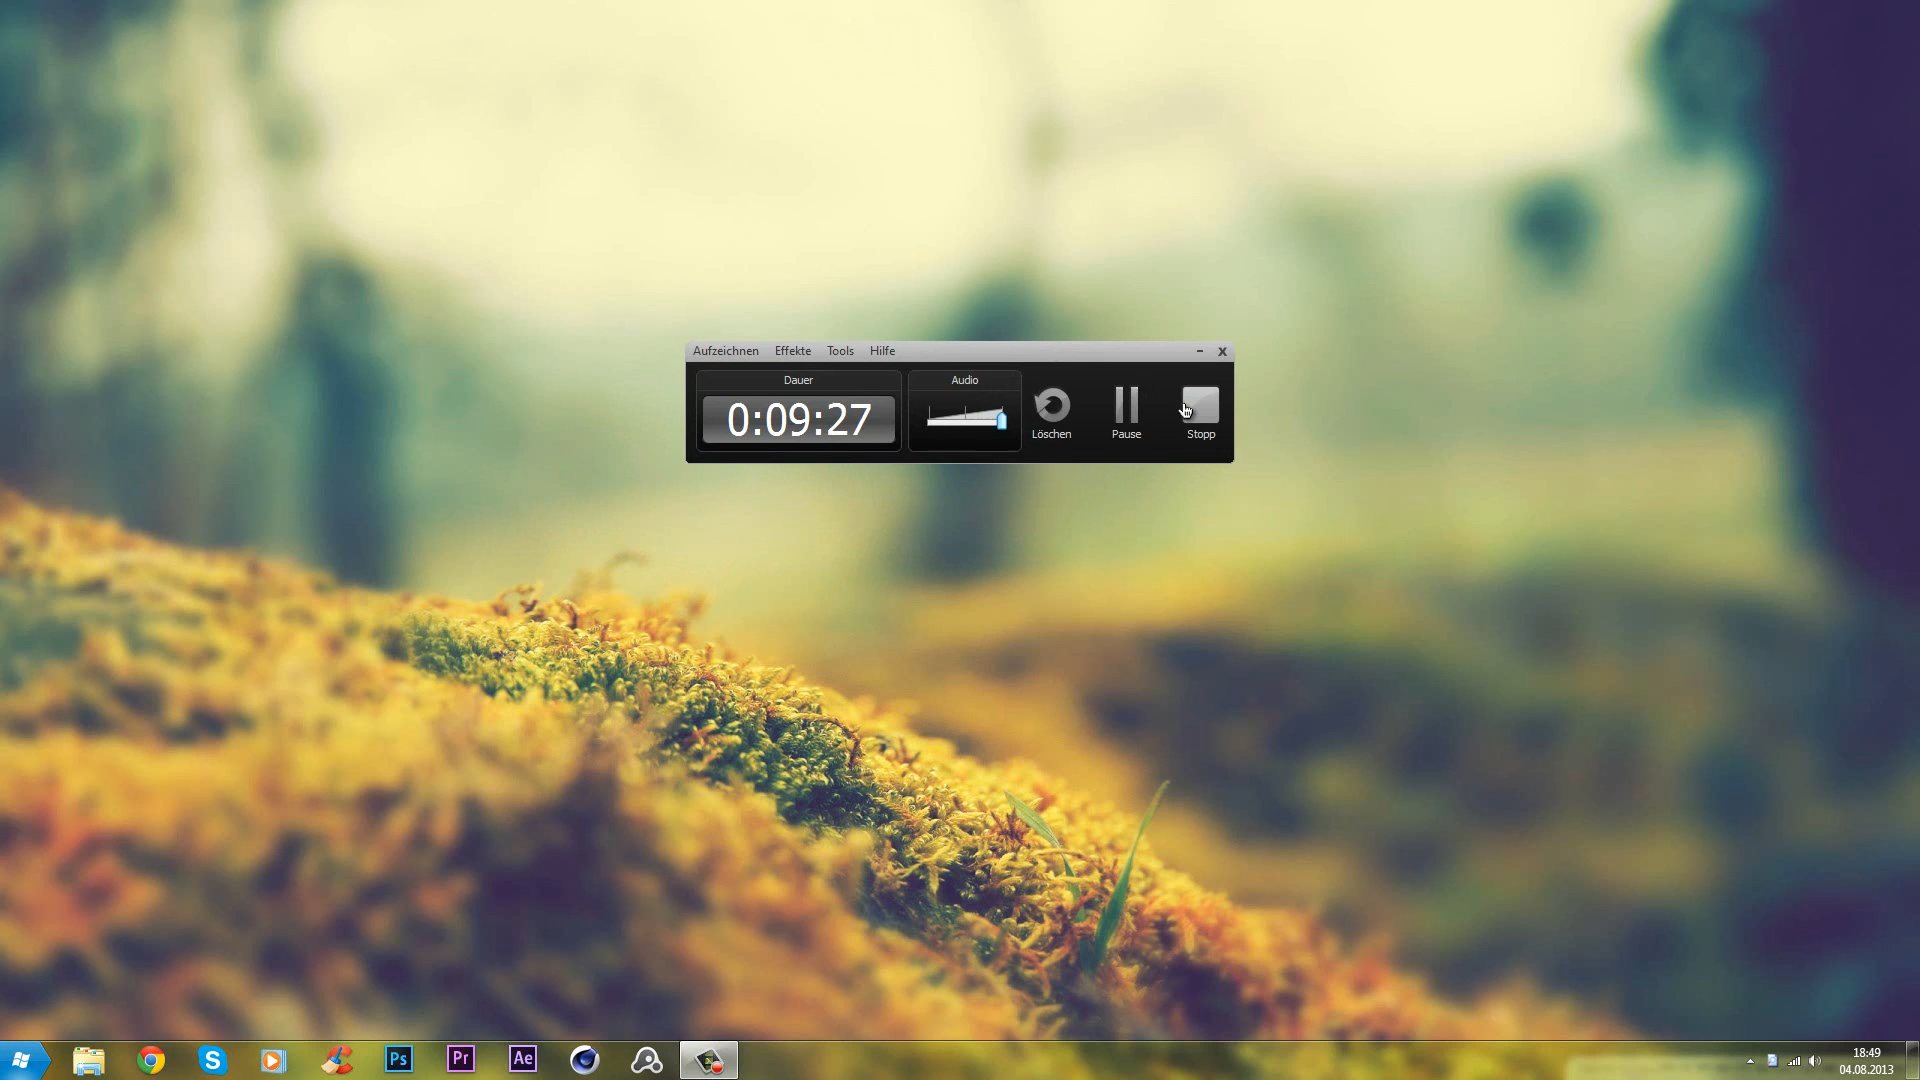 Aufzeichnen Effekte Tools Hilfe
Dauer
0:09:27
Audio
Löschen
Pause
Stopp
Ps
Pr
Ae
18:49
04.08.2013